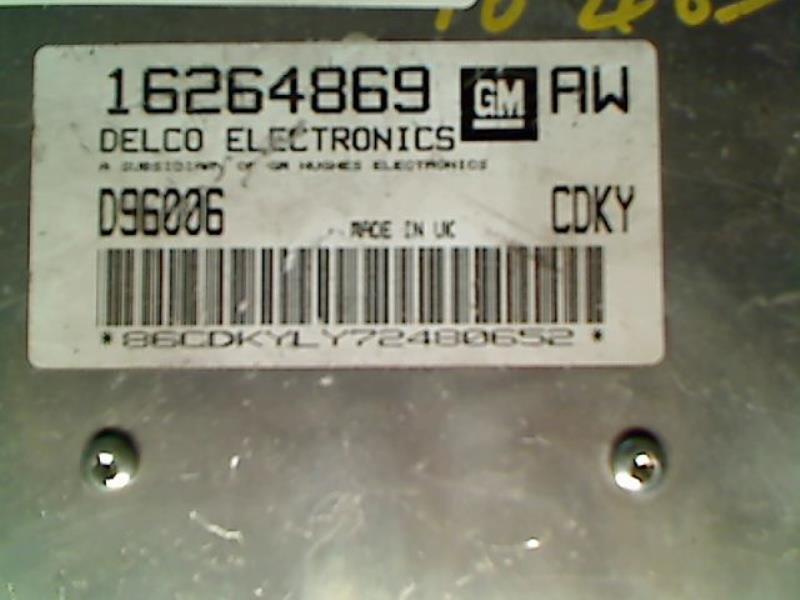 16264869 GM AW
DELCO ELECTRONICS
A SUBSIDIARY OF GM HUGHES ELECTRONICS
D96006 MADE IN UK CDKY
*86CDKYLY72480652*